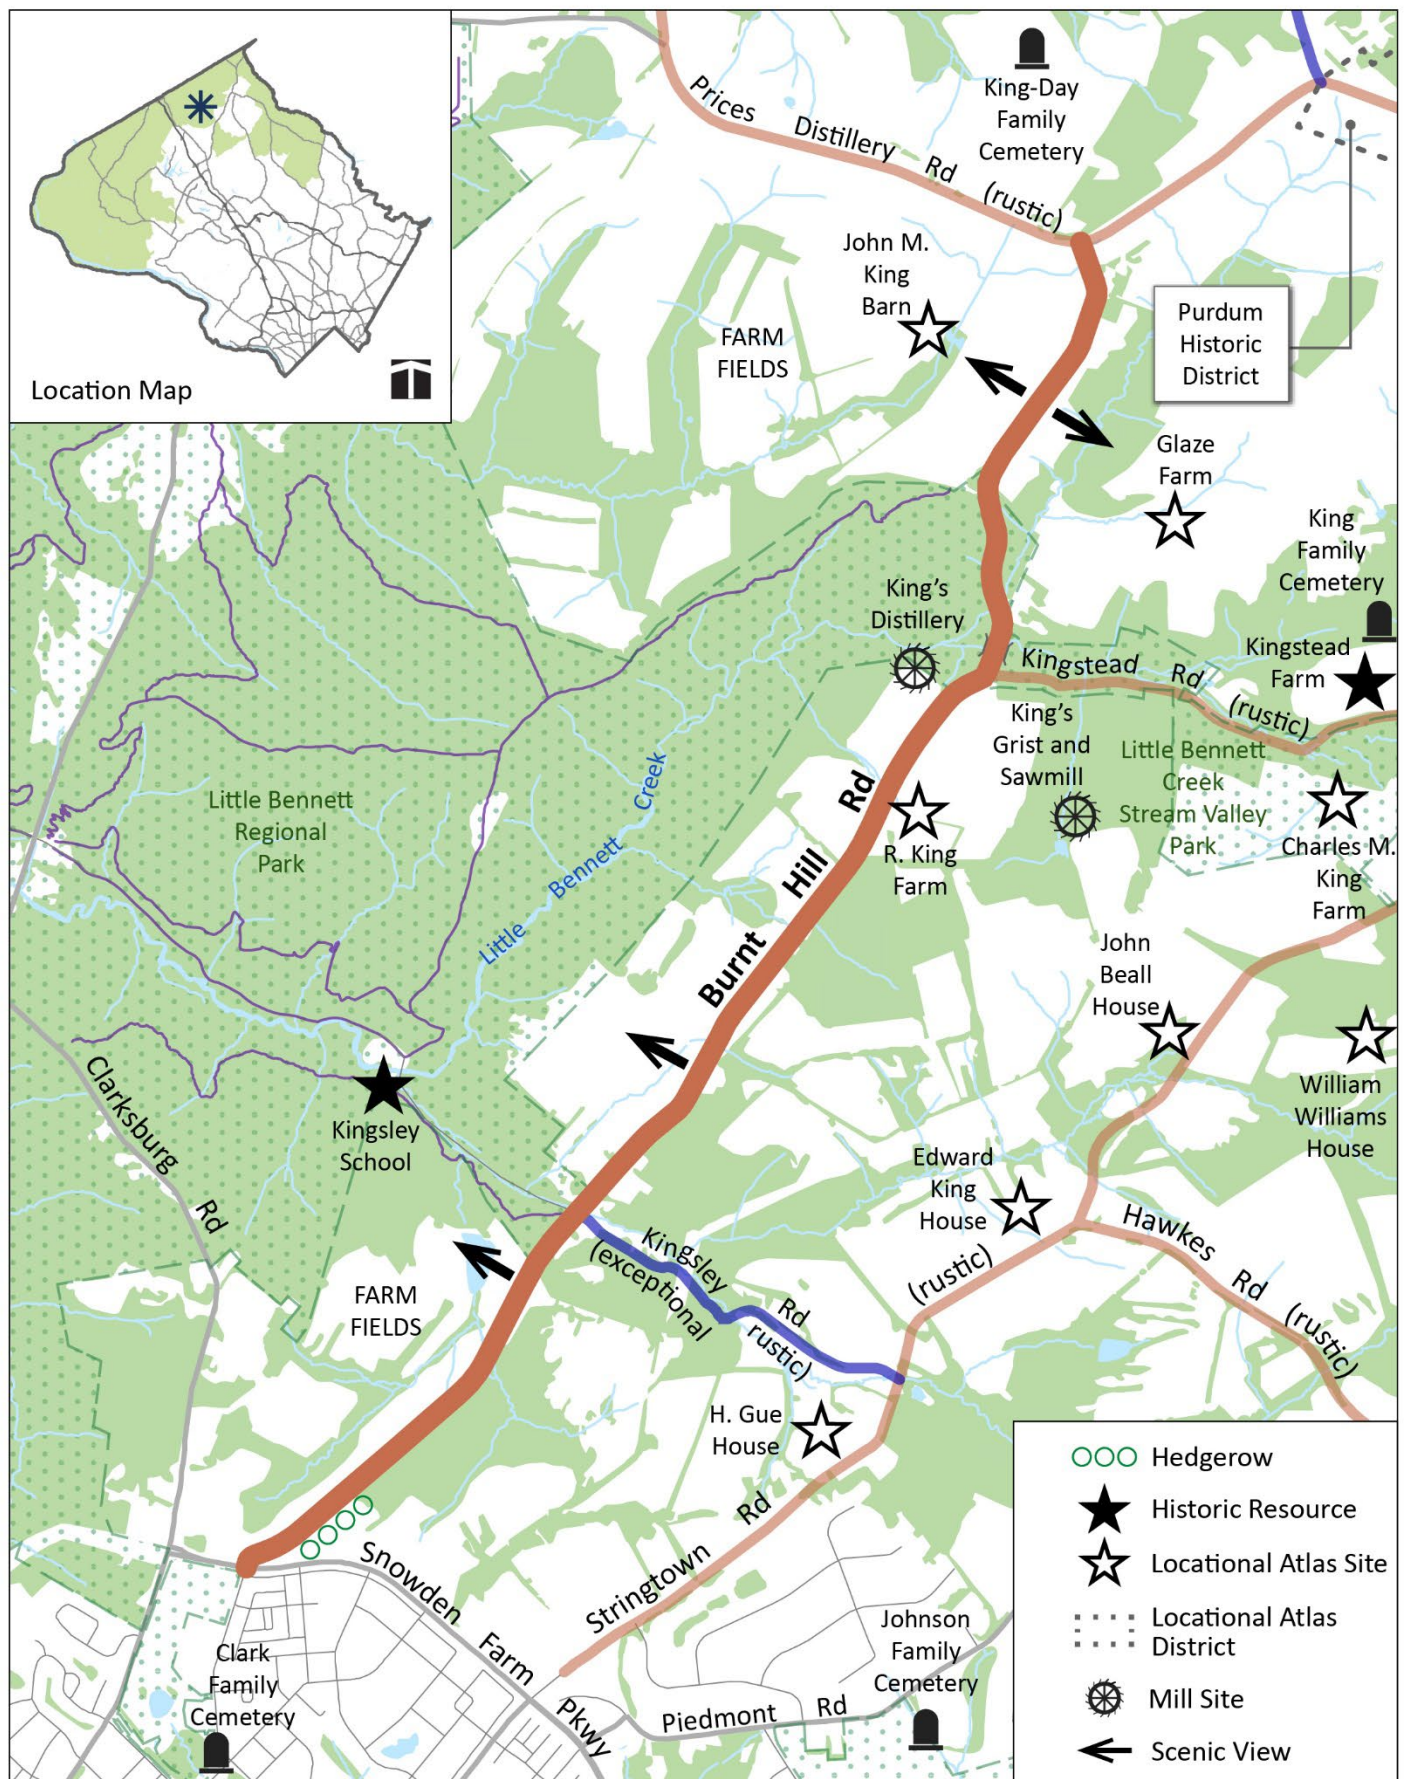 Location Map
King-Day
Family
Cemetery
Prices Distillery Rd (rustic)
John M.
King
Barn
FARM
FIELDS
Purdum
Historic
District
Glaze
Farm
King
Family
Cemetery
King's
Distillery
Kingstead Rd (rustic)
Kingstead
Farm
King's
Grist and
Sawmill
Little Bennett
Creek
Stream Valley
Park
Little Bennett
Regional
Park
Little Bennett Creek
Burnt Hill Rd
R. King
Farm
Charles M.
King
Farm
John
Beall
House
William
Williams
House
Clarksburg Rd
Kingsley
School
Edward
King
House
Hawkes Rd (rustic)
Kingsley Rd
(exceptional rustic)
FARM
FIELDS
H. Gue
House
Stringtown Rd (rustic)
Snowden Farm Pkwy
Clark
Family
Cemetery
Johnson
Family
Cemetery
Piedmont Rd
Hedgerow
Historic Resource
Locational Atlas Site
Locational Atlas
District
Mill Site
Scenic View